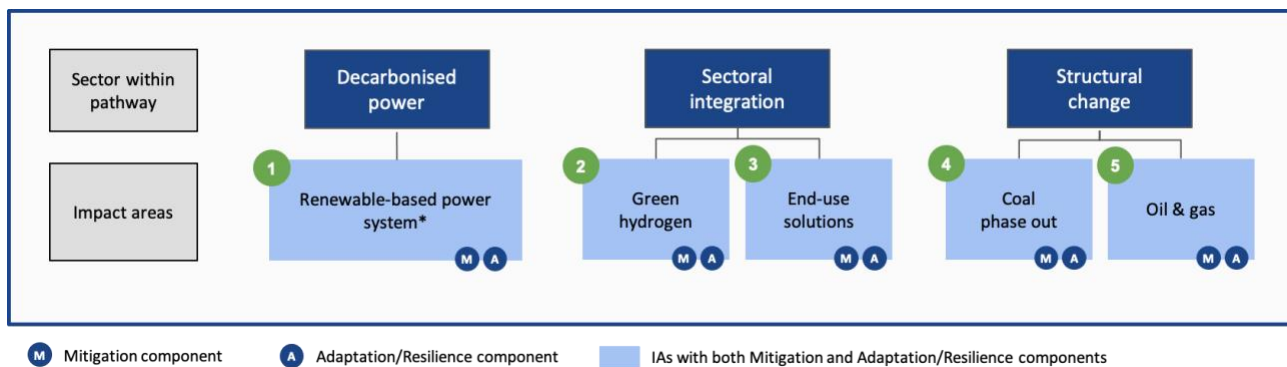 Sector within
pathway
Decarbonised
power
Sectoral
integration
Structural
change
Impact areas
1
Renewable-based power
system*
M A
2
Green
hydrogen
M A
3
End-use
solutions
M A
4
Coal
phase out
M A
5
Oil & gas
M A
M Mitigation component
A Adaptation/Resilience component
IAs with both Mitigation and Adaptation/Resilience components